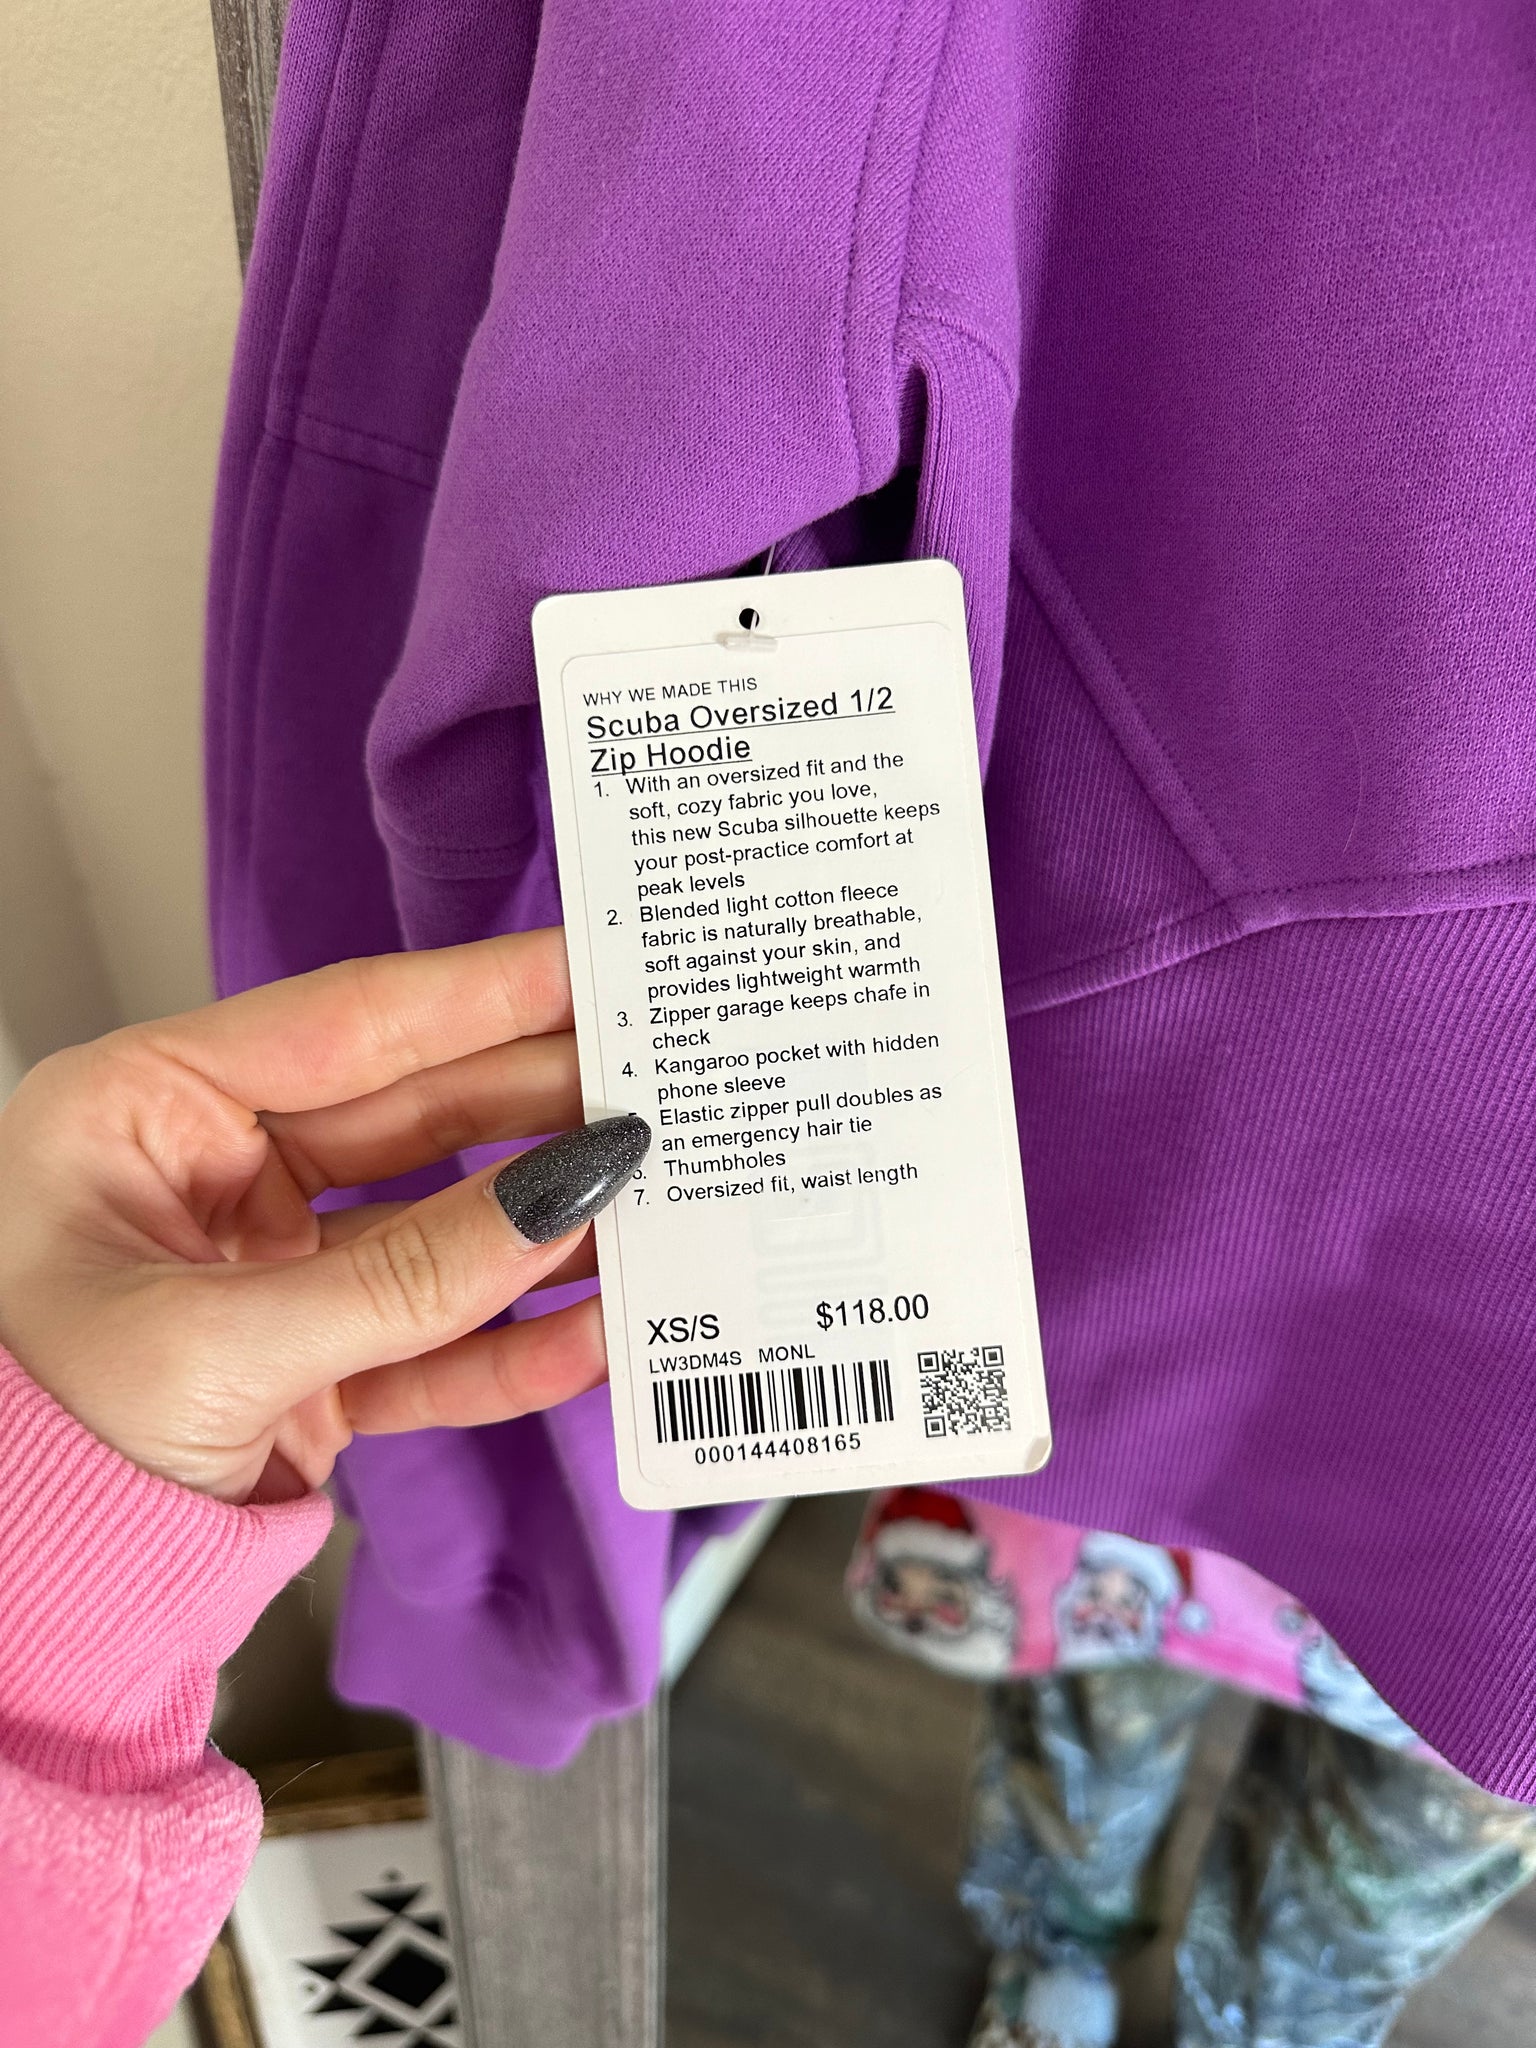 WHY WE MADE THIS
Scuba Oversized 1/2
Zip Hoodie
1. With an oversized fit and the
soft, cozy fabric you love,
this new Scuba silhouette keeps
your post-practice comfort at
peak levels
2. Blended light cotton fleece
fabric is naturally breathable,
soft against your skin, and
provides lightweight warmth
3. Zipper garage keeps chafe in
check
4. Kangaroo pocket with hidden
phone sleeve
Elastic zipper pull doubles as
an emergency hair tie
6. Thumbholes
7. Oversized fit, waist length
XS/S $118.00
LW3DM4S MONL
000144408165